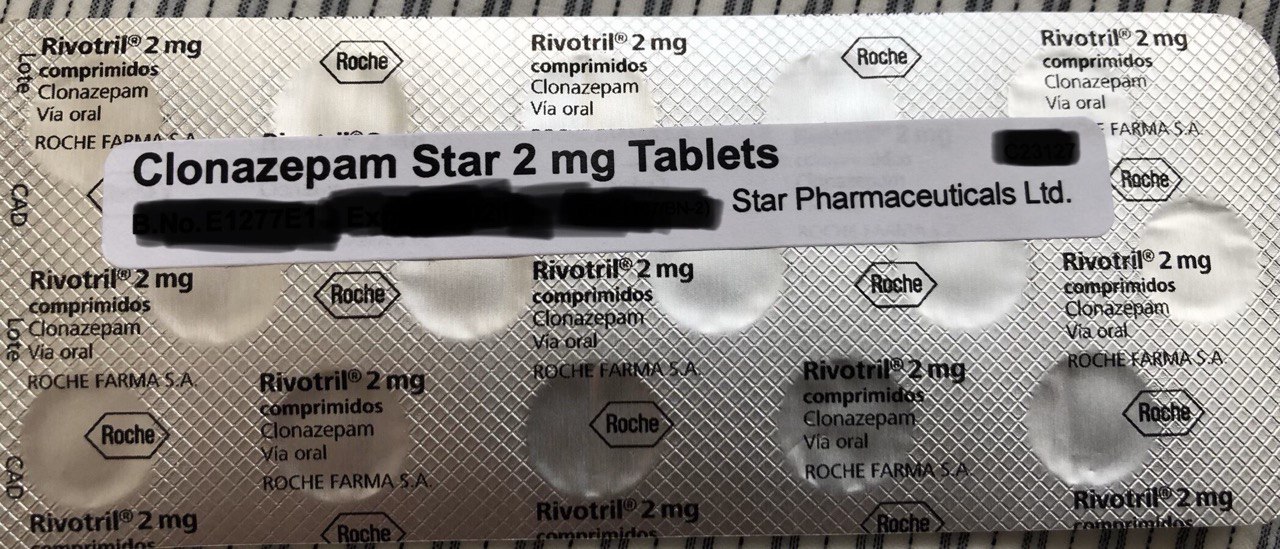 Lote
CAD
Rivotril® 2 mg
comprimidos
Clonazepam
Vía oral
ROCHE FARMA S.A.
Roche
Rivotril® 2 mg
comprimidos
Clonazepam
Vía oral
Roche
Rivotril® 2 mg
comprimidos
Clonazepam
Vía oral
FARMA S.A.
Roche
Clonazepam Star 2 mg Tablets
Star Pharmaceuticals Ltd.
Lote
CAD
Rivotril® 2 mg
comprimidos
Clonazepam
Vía oral
ROCHE FARMA S.A.
Roche
Rivotril® 2 mg
comprimidos
Clonazepam
Vía oral
ROCHE FARMA S.A.
Roche
Rivotril® 2 mg
comprimidos
Clonazepam
Vía oral
ROCHE FARMA S.A.
Roche
Rivotril® 2 mg
comprimidos
Clonazepam
Vía oral
ROCHE FARMA S.A.
Roche
Rivotril® 2 mg
comprimidos
Clonazepam
Vía oral
ROCHE FARMA S.A.
Roche
Rivotril® 2 mg
comprimidos
Roche
Rivotril® 2 mg
comprimidos
Roche
Rivotril® 2 mg
comprimidos